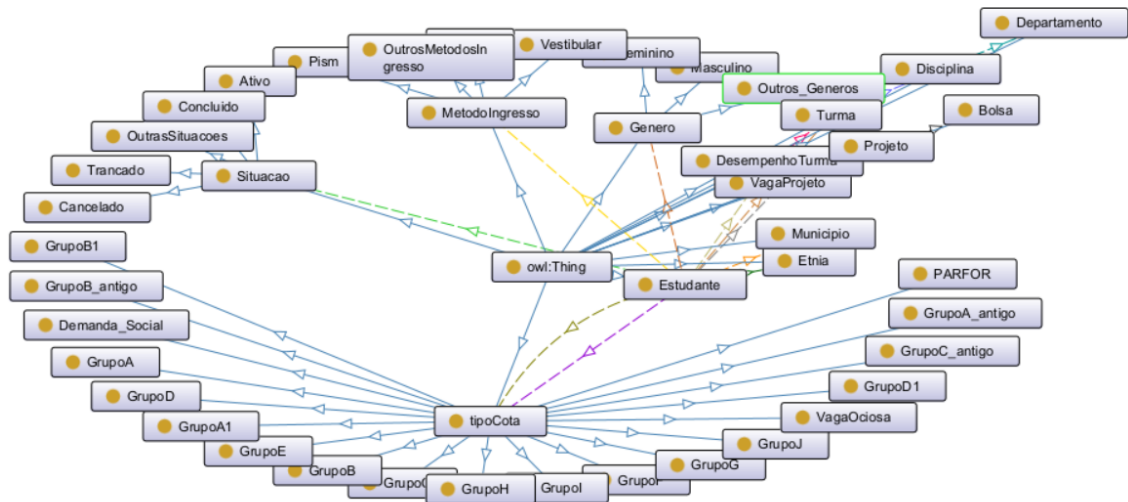 Departamento
OutrosMetodosIn
gresso
Vestibular
Pism
Masculino
Disciplina
Ativo
Outros_Generos
Concluido
MetodoIngresso
Turma
Bolsa
OutrasSituacoes
Genero
Projeto
Trancado
Situacao
DesempenhoTurma
VagaProjeto
Cancelado
Municipio
GrupoB1
owl:Thing
Etnia
PARFOR
GrupoB_antigo
Estudante
GrupoA_antigo
Demanda_Social
GrupoC_antigo
GrupoA
GrupoD1
GrupoD
VagaOciosa
GrupoA1
tipoCota
GrupoJ
GrupoE
GrupoG
GrupoB
GrupoH
GrupoI